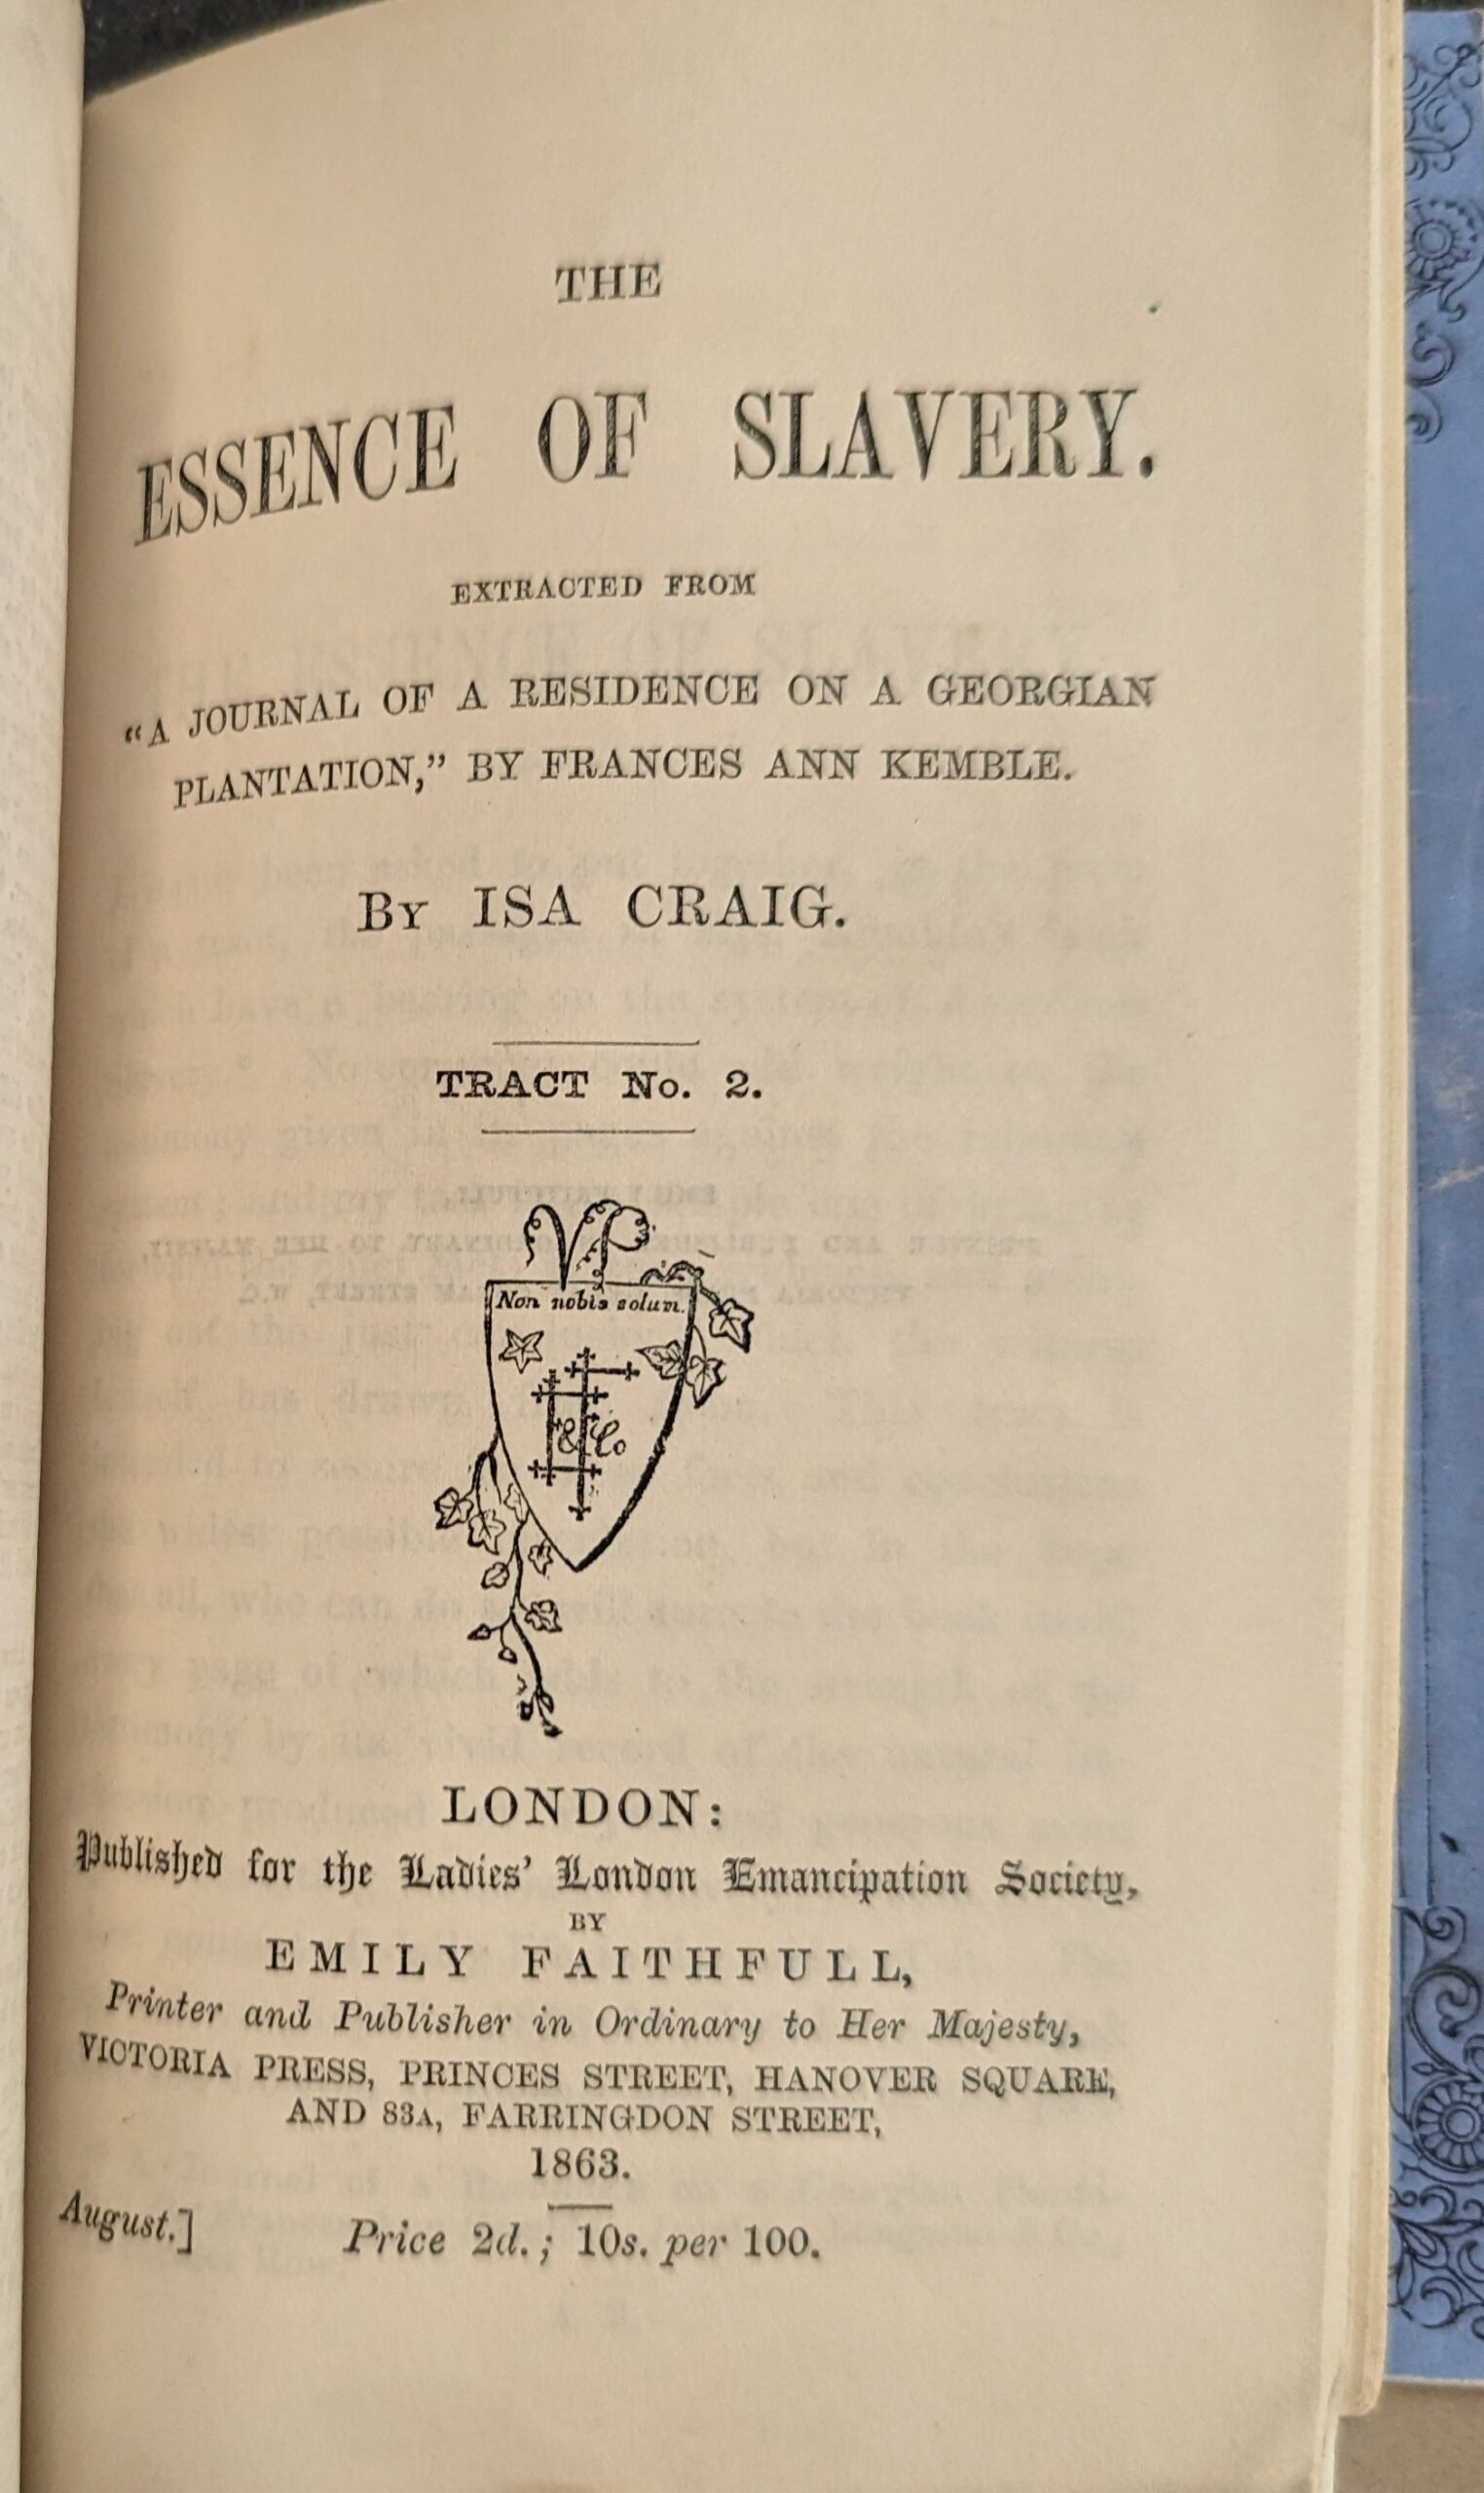 THE
ESSENCE OF SLAVERY.
EXTRACTED FROM
“A JOURNAL OF A RESIDENCE ON A GEORGIAN
PLANTATION,” BY FRANCES ANN KEMBLE.
BY ISA CRAIG.
TRACT No. 2.
Non nobis solum.
LONDON:
Published for the Ladies’ London Emancipation Society,
BY
EMILY FAITHFULL,
Printer and Publisher in Ordinary to Her Majesty,
VICTORIA PRESS, PRINCES STREET, HANOVER SQUARE,
AND 83A, FARRINGDON STREET,
1863.
August.] Price 2d.; 10s. per 100.